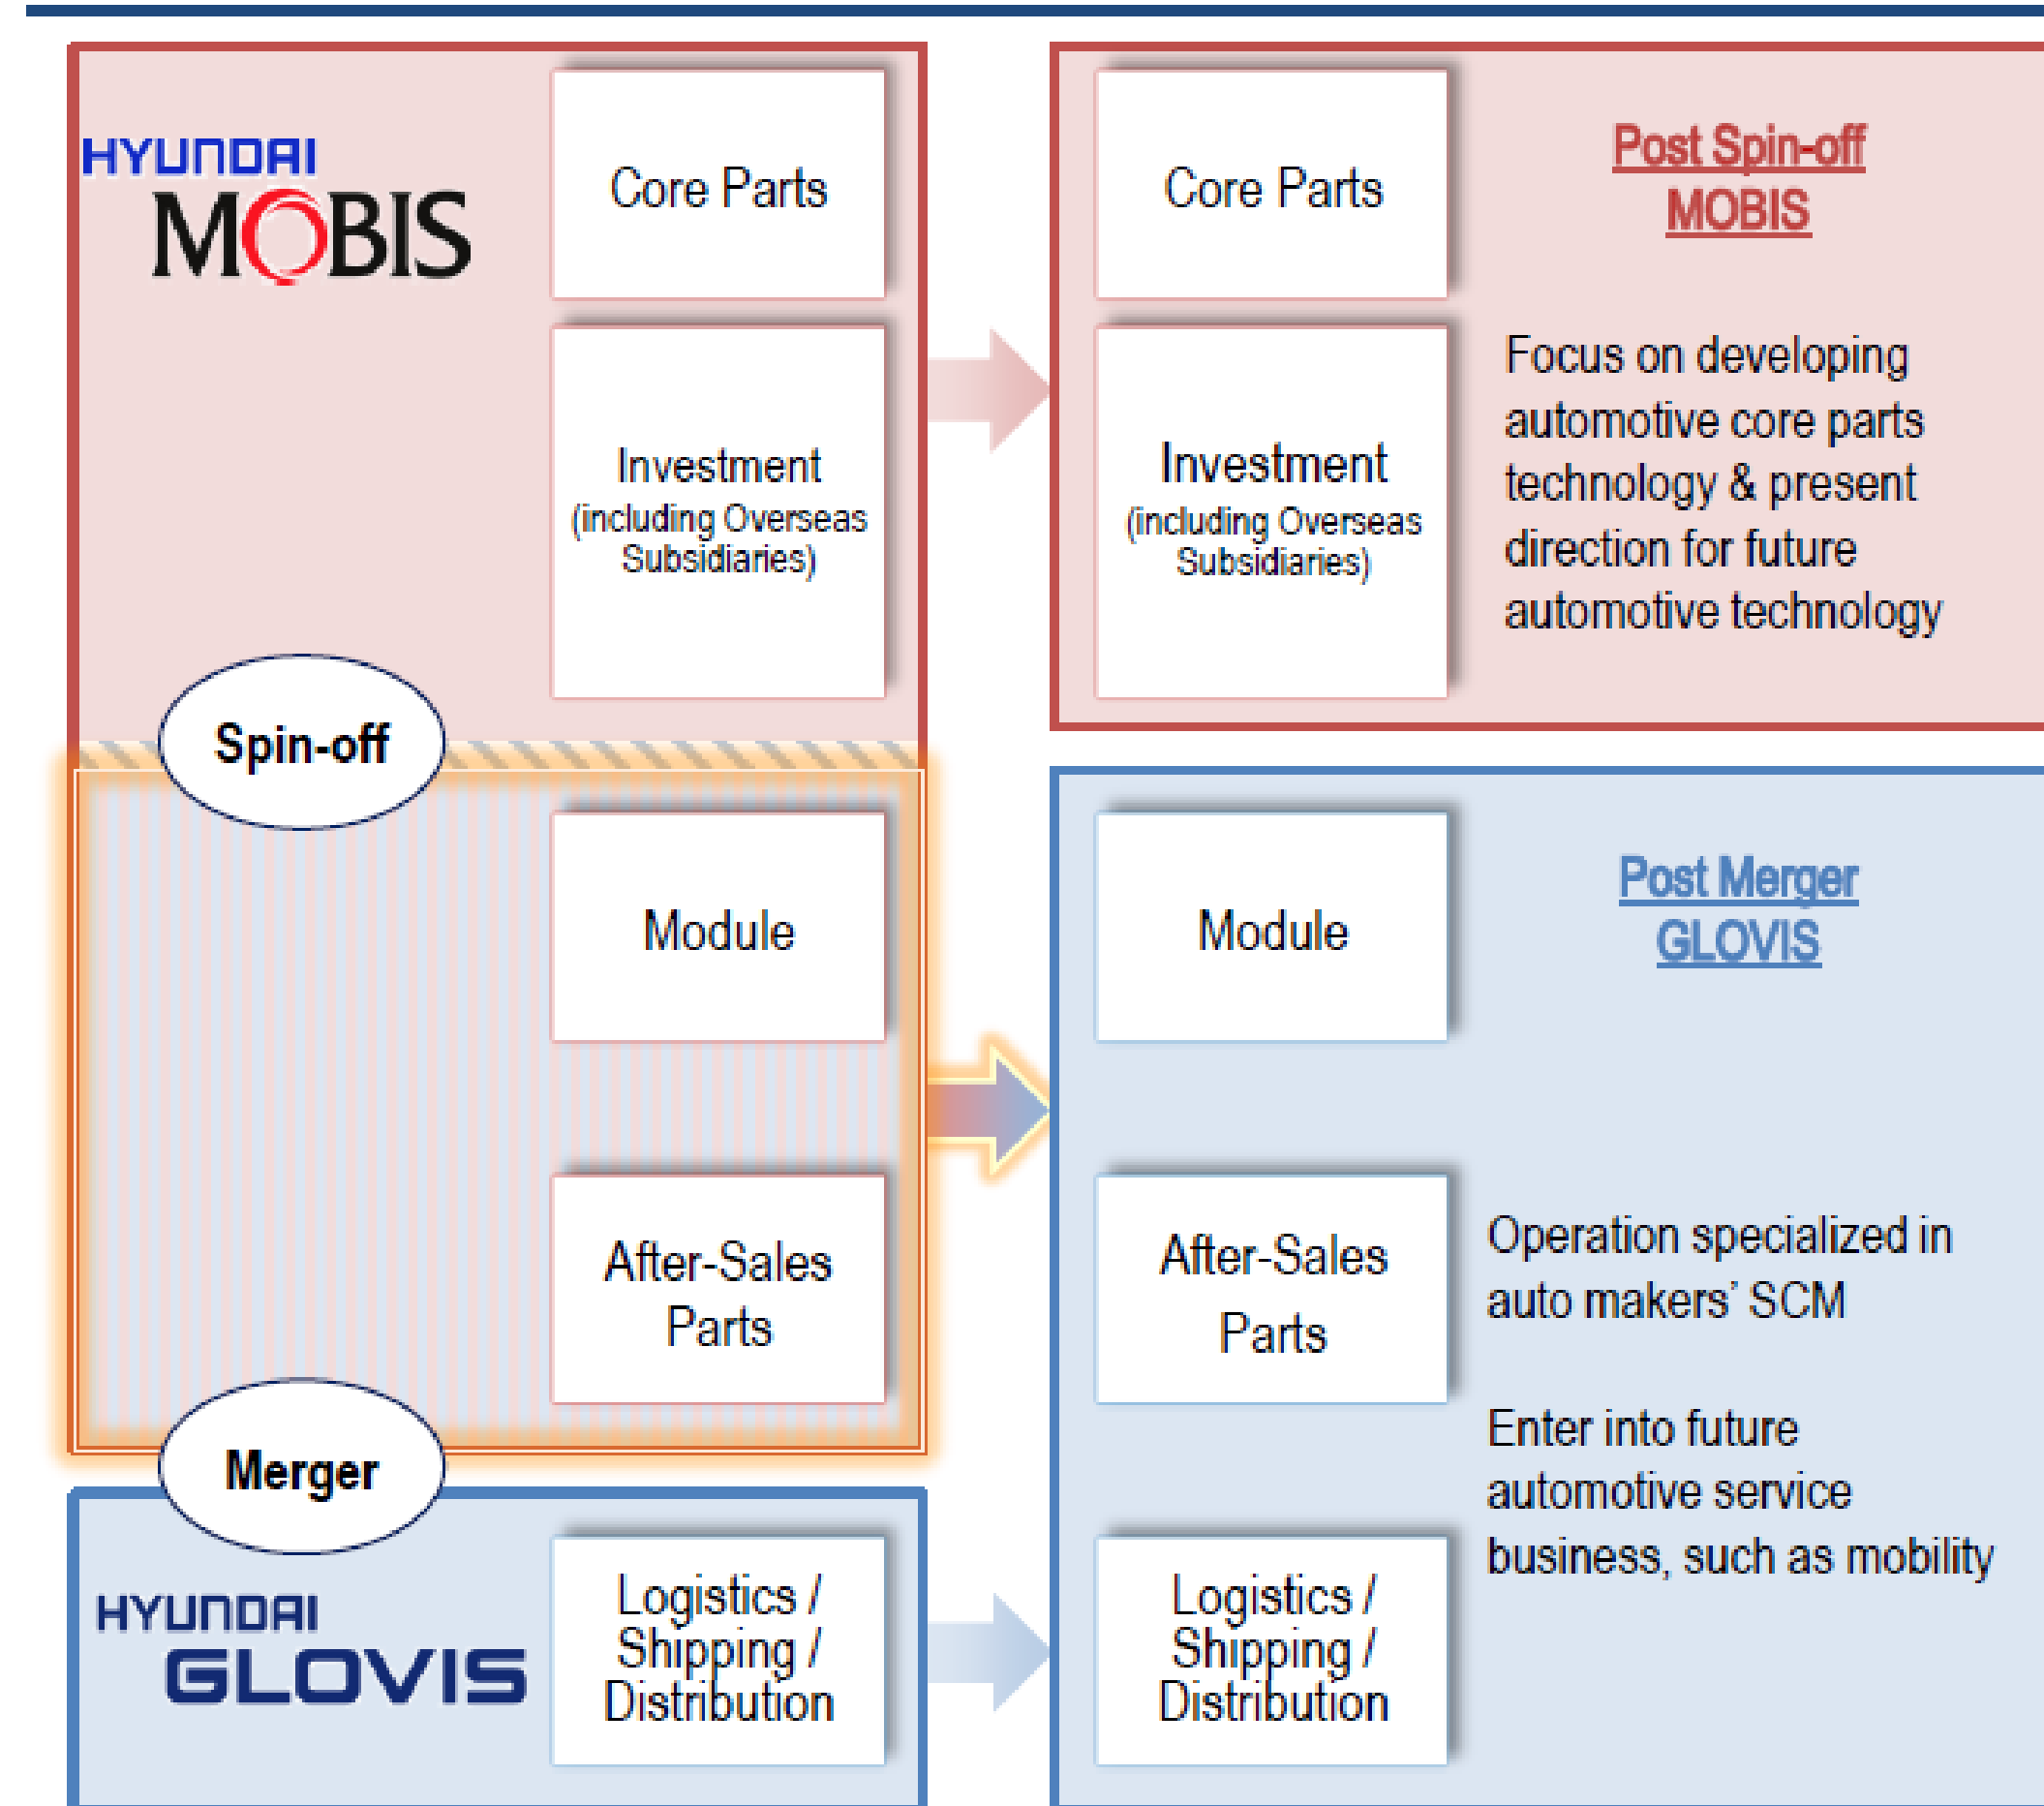 HYUNDAI
MOBIS
Core Parts
Investment
(including Overseas
Subsidiaries)
Spin-off
Module
After-Sales
Parts
Merger
HYUNDAI
GLOVIS
Logistics /
Shipping /
Distribution
Core Parts
Investment
(including Overseas
Subsidiaries)
Post Spin-off
MOBIS
Focus on developing
automotive core parts
technology & present
direction for future
automotive technology
Module
After-Sales
Parts
Logistics /
Shipping /
Distribution
Post Merger
GLOVIS
Operation specialized in
auto makers’ SCM
Enter into future
automotive service
business, such as mobility